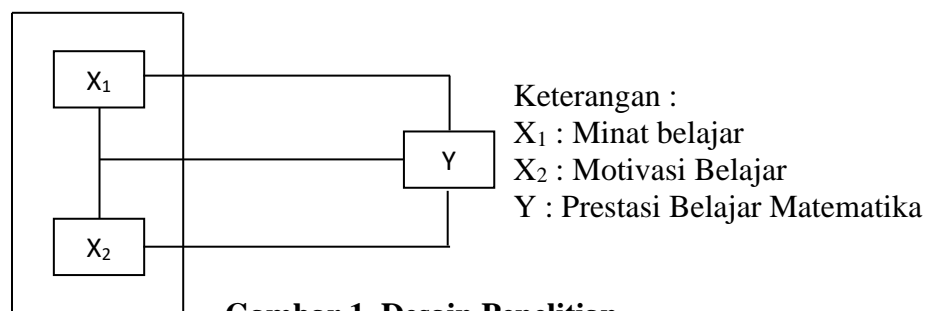 X₁
Y
X₂
Keterangan :
X₁ : Minat belajar
X₂ : Motivasi Belajar
Y : Prestasi Belajar Matematika
Gambar 1. Desain Penelitian